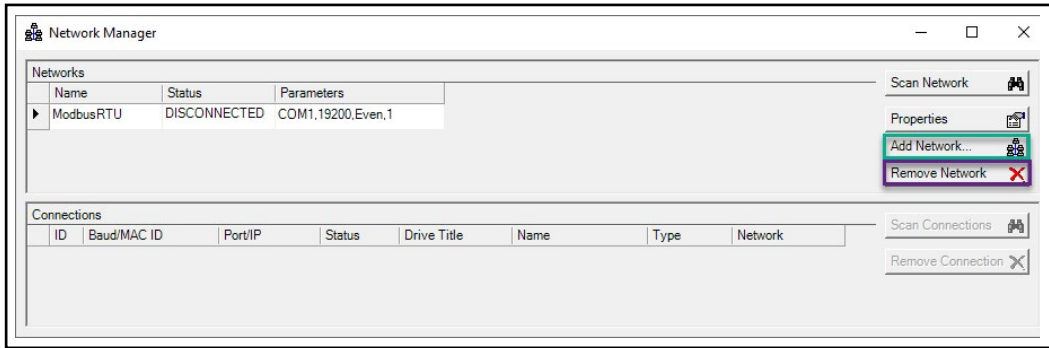 Network Manager
Networks
Name Status Parameters
ModbusRTU DISCONNECTED COM1,19200,Even,1
Scan Network
Properties
Add Network...
Remove Network
Connections
ID Baud/MAC ID Port/IP Status Drive Title Name Type Network
Scan Connections
Remove Connection